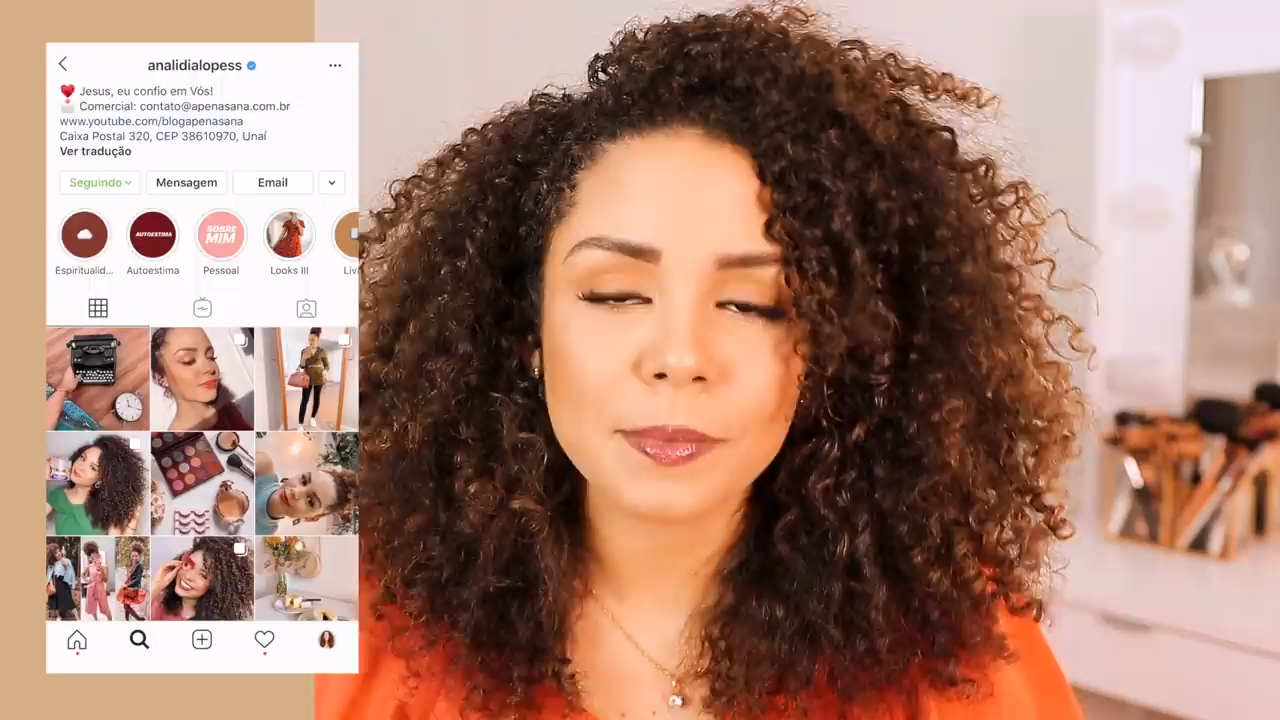 analidialopess
Jesus, eu confio em Vós!
Comercial: contato@apenasana.com.br
www.youtube.com/blogapenasana
Caixa Postal 320, CEP 38610970, Unaí
Ver tradução
Seguindo
Mensagem
Email
AUTOESTIMA
SOBRE
MIM
Espiritualid...
Autoestima
Pessoal
Looks III